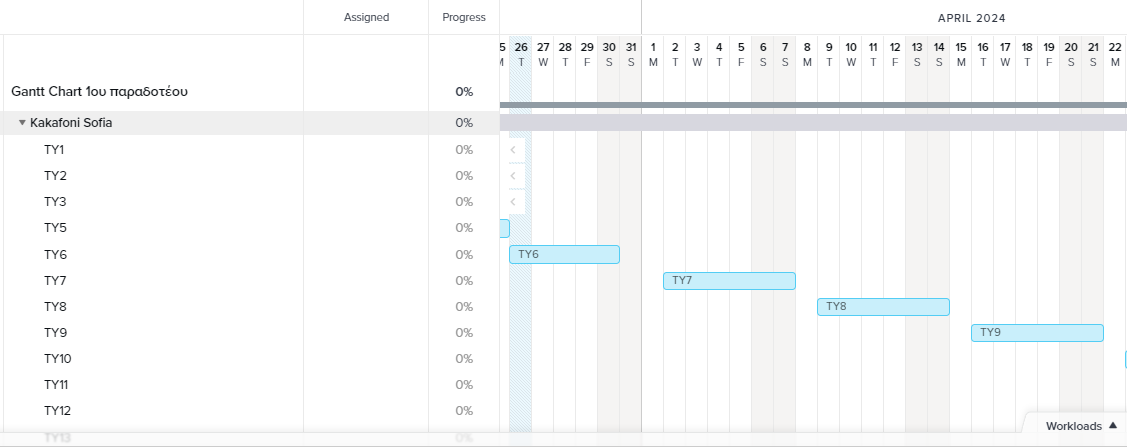 Assigned Progress APRIL 2024
5 26 27 28 29 30 31 1 2 3 4 5 6 7 8 9 10 11 12 13 14 15 16 17 18 19 20 21 22
M T W T F S S M T W T F S S M T W T F S S M T W T F S S M
Gantt Chart 1ου παραδοτέου 0%
Kakafoni Sofia 0%
TY1 0%
TY2 0%
TY3 0%
TY5 0%
TY6 0% TY6
TY7 0% TY7
TY8 0% TY8
TY9 0% TY9
TY10 0%
TY11 0%
TY12 0%
Workloads
TY13 0%